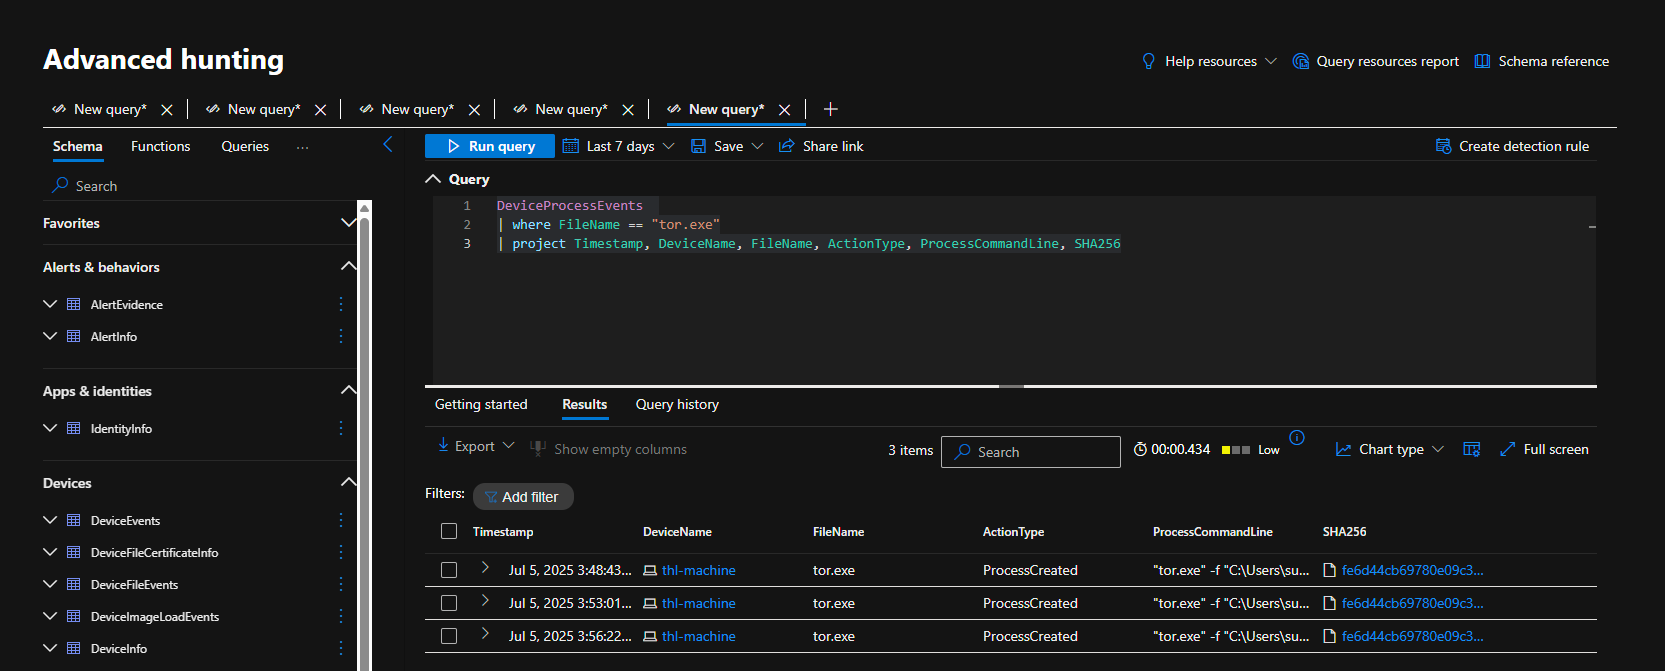 Advanced hunting
Help resources
Query resources report
Schema reference
New query*
New query*
New query*
New query*
New query*
Schema
Functions
Queries
...
Run query
Last 7 days
Save
Share link
Create detection rule
Search
Query
Favorites
Alerts & behaviors
AlertEvidence
AlertInfo
Apps & identities
IdentityInfo
Devices
DeviceEvents
DeviceFileCertificateInfo
DeviceFileEvents
DeviceImageLoadEvents
DeviceInfo
1 DeviceProcessEvents
2 | where FileName == "tor.exe"
3 | project Timestamp, DeviceName, FileName, ActionType, ProcessCommandLine, SHA256
Getting started
Results
Query history
Export
Show empty columns
3 items
Search
00:00.434
Low
Chart type
Full screen
Filters:
Add filter
Timestamp DeviceName FileName ActionType ProcessCommandLine SHA256
Jul 5, 2025 3:48:43... thl-machine tor.exe ProcessCreated "tor.exe" -f "C:\Users\su... fe6d44cb69780e09c3...
Jul 5, 2025 3:53:01... thl-machine tor.exe ProcessCreated "tor.exe" -f "C:\Users\su... fe6d44cb69780e09c3...
Jul 5, 2025 3:56:22... thl-machine tor.exe ProcessCreated "tor.exe" -f "C:\Users\su... fe6d44cb69780e09c3...